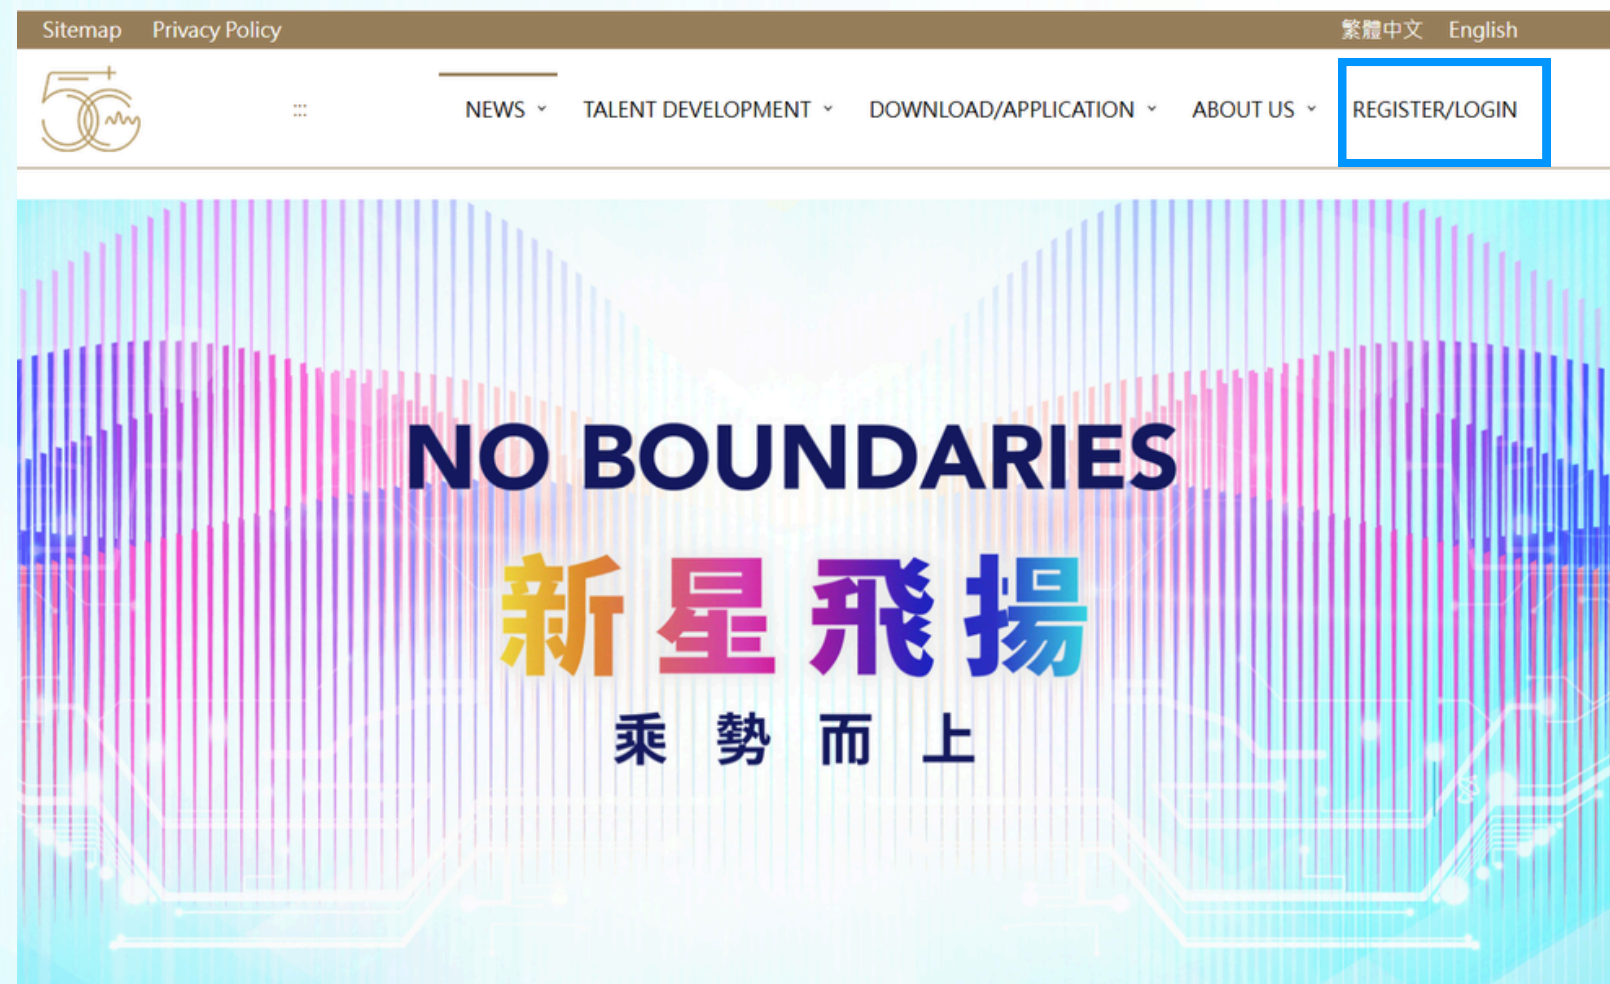 Sitemap Privacy Policy 繁體中文 English
5G+
::: NEWS TALENT DEVELOPMENT DOWNLOAD/APPLICATION ABOUT US REGISTER/LOGIN
NO BOUNDARIES
新星飛揚
乘勢而上